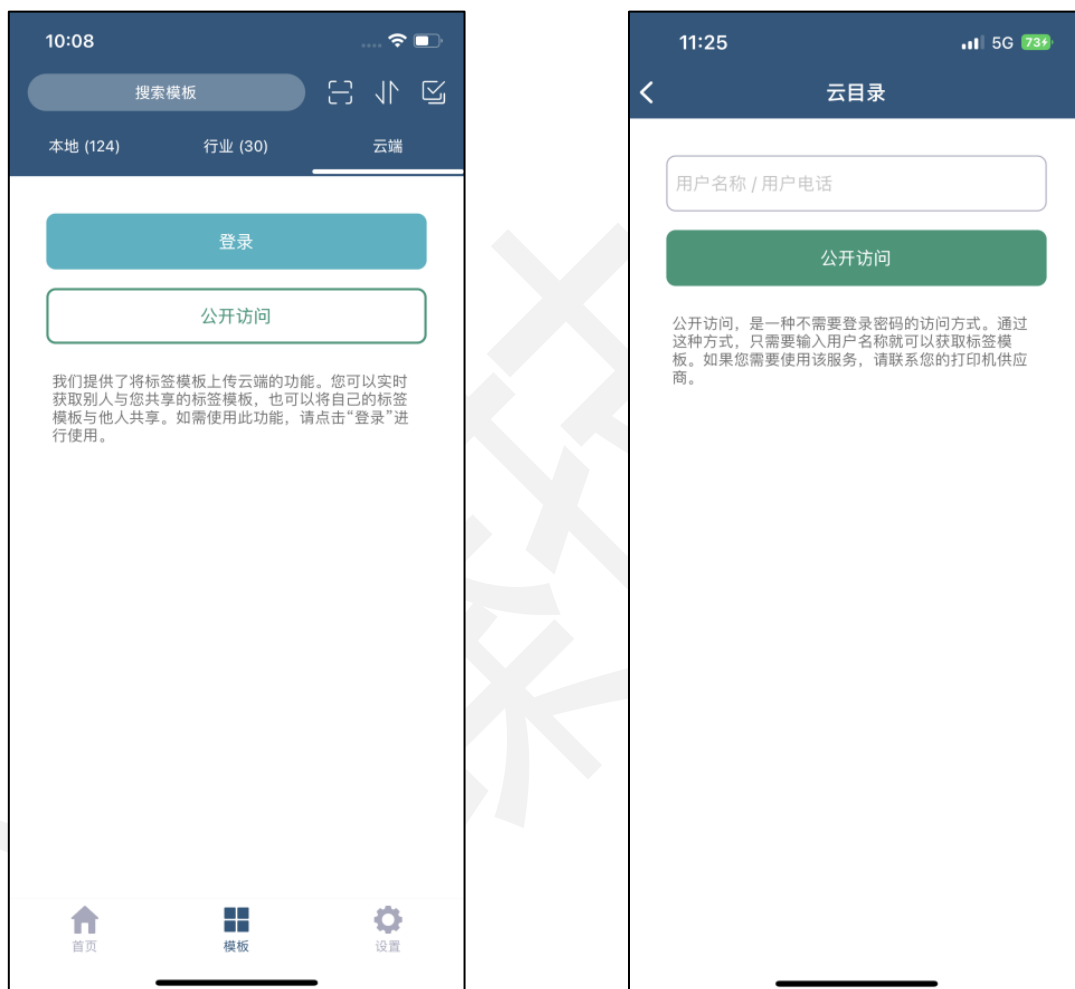 10:08
搜索模板
本地 (124)
行业 (30)
云端
登录
公开访问
我们提供了将标签模板上传云端的功能。您可以实时
获取别人与您共享的标签模板，也可以将自己的标签
模板与他人共享。如需使用此功能，请点击“登录”进
行使用。
首页
模板
设置
11:25
5G
73
云目录
用户名称 / 用户电话
公开访问
公开访问，是一种不需要登录密码的访问方式。通过
这种方式，只需要输入用户名称就可以获取标签模
板。如果您需要使用该服务，请联系您的打印机供应
商。